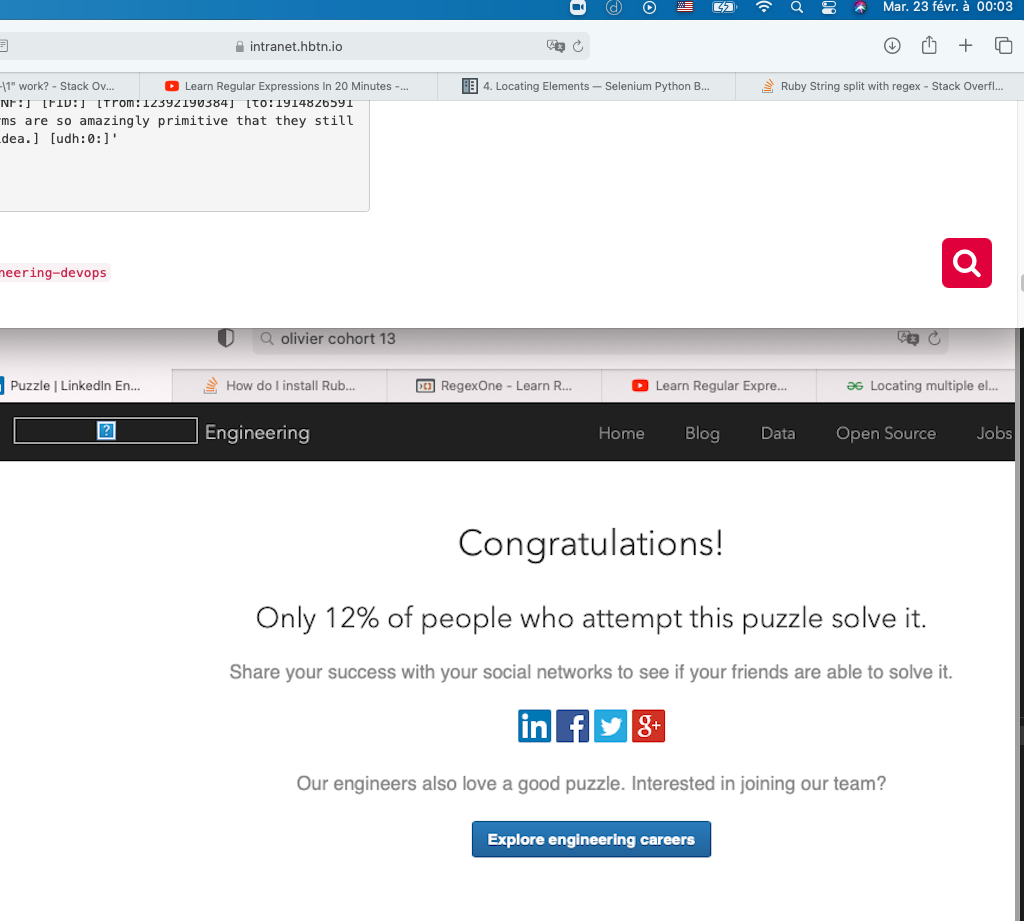 Mar. 23 févr. à 00:03
intranet.hbtn.io
-\1" work? - Stack Ov...
Learn Regular Expressions In 20 Minutes -...
4. Locating Elements — Selenium Python B...
Ruby String split with regex - Stack Overfl...
NF:] [FID:] [from:12392190384] [to:1914826591
rms are so amazingly primitive that they still
dea.] [udh:0:]'
neering-devops
olivier cohort 13
Puzzle | LinkedIn En...
How do I install Rub...
RegexOne - Learn R...
Learn Regular Expre...
Locating multiple el...
Engineering
Home
Blog
Data
Open Source
Jobs
Congratulations!
Only 12% of people who attempt this puzzle solve it.
Share your success with your social networks to see if your friends are able to solve it.
in f g+
Our engineers also love a good puzzle. Interested in joining our team?
Explore engineering careers